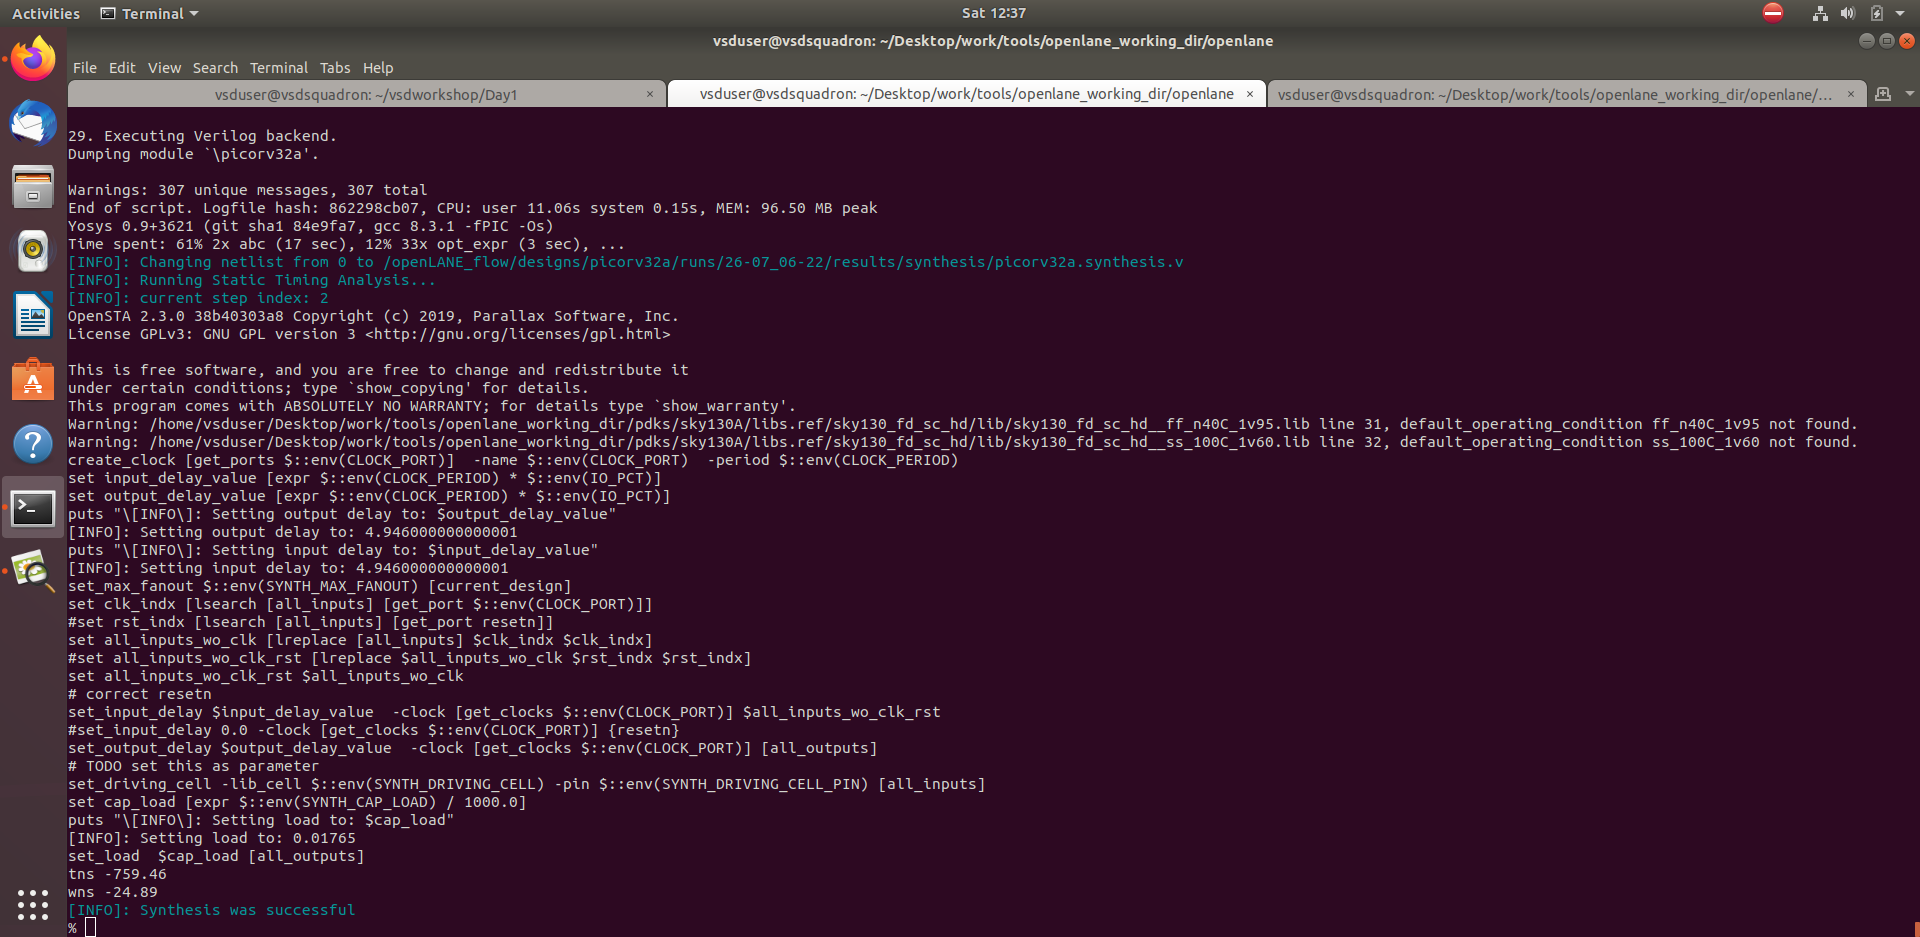 Activities
Terminal
Sat 12:37
vsduser@vsdsquadron: ~/Desktop/work/tools/openlane_working_dir/openlane
File Edit View Search Terminal Tabs Help
vsduser@vsdsquadron: ~/vsdworkshop/Day1
vsduser@vsdsquadron: ~/Desktop/work/tools/openlane_working_dir/openlane
vsduser@vsdsquadron: ~/Desktop/work/tools/openlane_working_dir/openlane/...
29. Executing Verilog backend.
Dumping module `\picorv32a'.
Warnings: 307 unique messages, 307 total
End of script. Logfile hash: 862298cb07, CPU: user 11.06s system 0.15s, MEM: 96.50 MB peak
Yosys 0.9+3621 (git sha1 84e9fa7, gcc 8.3.1 -fPIC -Os)
Time spent: 61% 2x abc (17 sec), 12% 33x opt_expr (3 sec), ...
[INFO]: Changing netlist from 0 to /openLANE_flow/designs/picorv32a/runs/26-07_06-22/results/synthesis/picorv32a.synthesis.v
[INFO]: Running Static Timing Analysis...
[INFO]: current step index: 2
OpenSTA 2.3.0 38b40303a8 Copyright (c) 2019, Parallax Software, Inc.
License GPLv3: GNU GPL version 3 <http://gnu.org/licenses/gpl.html>
This is free software, and you are free to change and redistribute it
under certain conditions; type `show_copying' for details.
This program comes with ABSOLUTELY NO WARRANTY; for details type `show_warranty'.
Warning: /home/vsduser/Desktop/work/tools/openlane_working_dir/pdks/sky130A/libs.ref/sky130_fd_sc_hd/lib/sky130_fd_sc_hd__ff_n40C_1v95.lib line 31, default_operating_condition ff_n40C_1v95 not found.
Warning: /home/vsduser/Desktop/work/tools/openlane_working_dir/pdks/sky130A/libs.ref/sky130_fd_sc_hd/lib/sky130_fd_sc_hd__ss_100C_1v60.lib line 32, default_operating_condition ss_100C_1v60 not found.
create_clock [get_ports $::env(CLOCK_PORT)]  -name $::env(CLOCK_PORT)  -period $::env(CLOCK_PERIOD)
set input_delay_value [expr $::env(CLOCK_PERIOD) * $::env(IO_PCT)]
set output_delay_value [expr $::env(CLOCK_PERIOD) * $::env(IO_PCT)]
puts "\[INFO\]: Setting output delay to: $output_delay_value"
[INFO]: Setting output delay to: 4.946000000000001
puts "\[INFO\]: Setting input delay to: $input_delay_value"
[INFO]: Setting input delay to: 4.946000000000001
set_max_fanout $::env(SYNTH_MAX_FANOUT) [current_design]
set clk_indx [lsearch [all_inputs] [get_port $::env(CLOCK_PORT)]]
#set rst_indx [lsearch [all_inputs] [get_port resetn]]
set all_inputs_wo_clk [lreplace [all_inputs] $clk_indx $clk_indx]
#set all_inputs_wo_clk_rst [lreplace $all_inputs_wo_clk $rst_indx $rst_indx]
set all_inputs_wo_clk_rst $all_inputs_wo_clk
# correct resetn
set_input_delay $input_delay_value  -clock [get_clocks $::env(CLOCK_PORT)] $all_inputs_wo_clk_rst
#set_input_delay 0.0 -clock [get_clocks $::env(CLOCK_PORT)] {resetn}
set_output_delay $output_delay_value  -clock [get_clocks $::env(CLOCK_PORT)] [all_outputs]
# TODO set this as parameter
set_driving_cell -lib_cell $::env(SYNTH_DRIVING_CELL) -pin $::env(SYNTH_DRIVING_CELL_PIN) [all_inputs]
set cap_load [expr $::env(SYNTH_CAP_LOAD) / 1000.0]
puts "\[INFO\]: Setting load to: $cap_load"
[INFO]: Setting load to: 0.01765
set_load  $cap_load [all_outputs]
tns -759.46
wns -24.89
[INFO]: Synthesis was successful
%